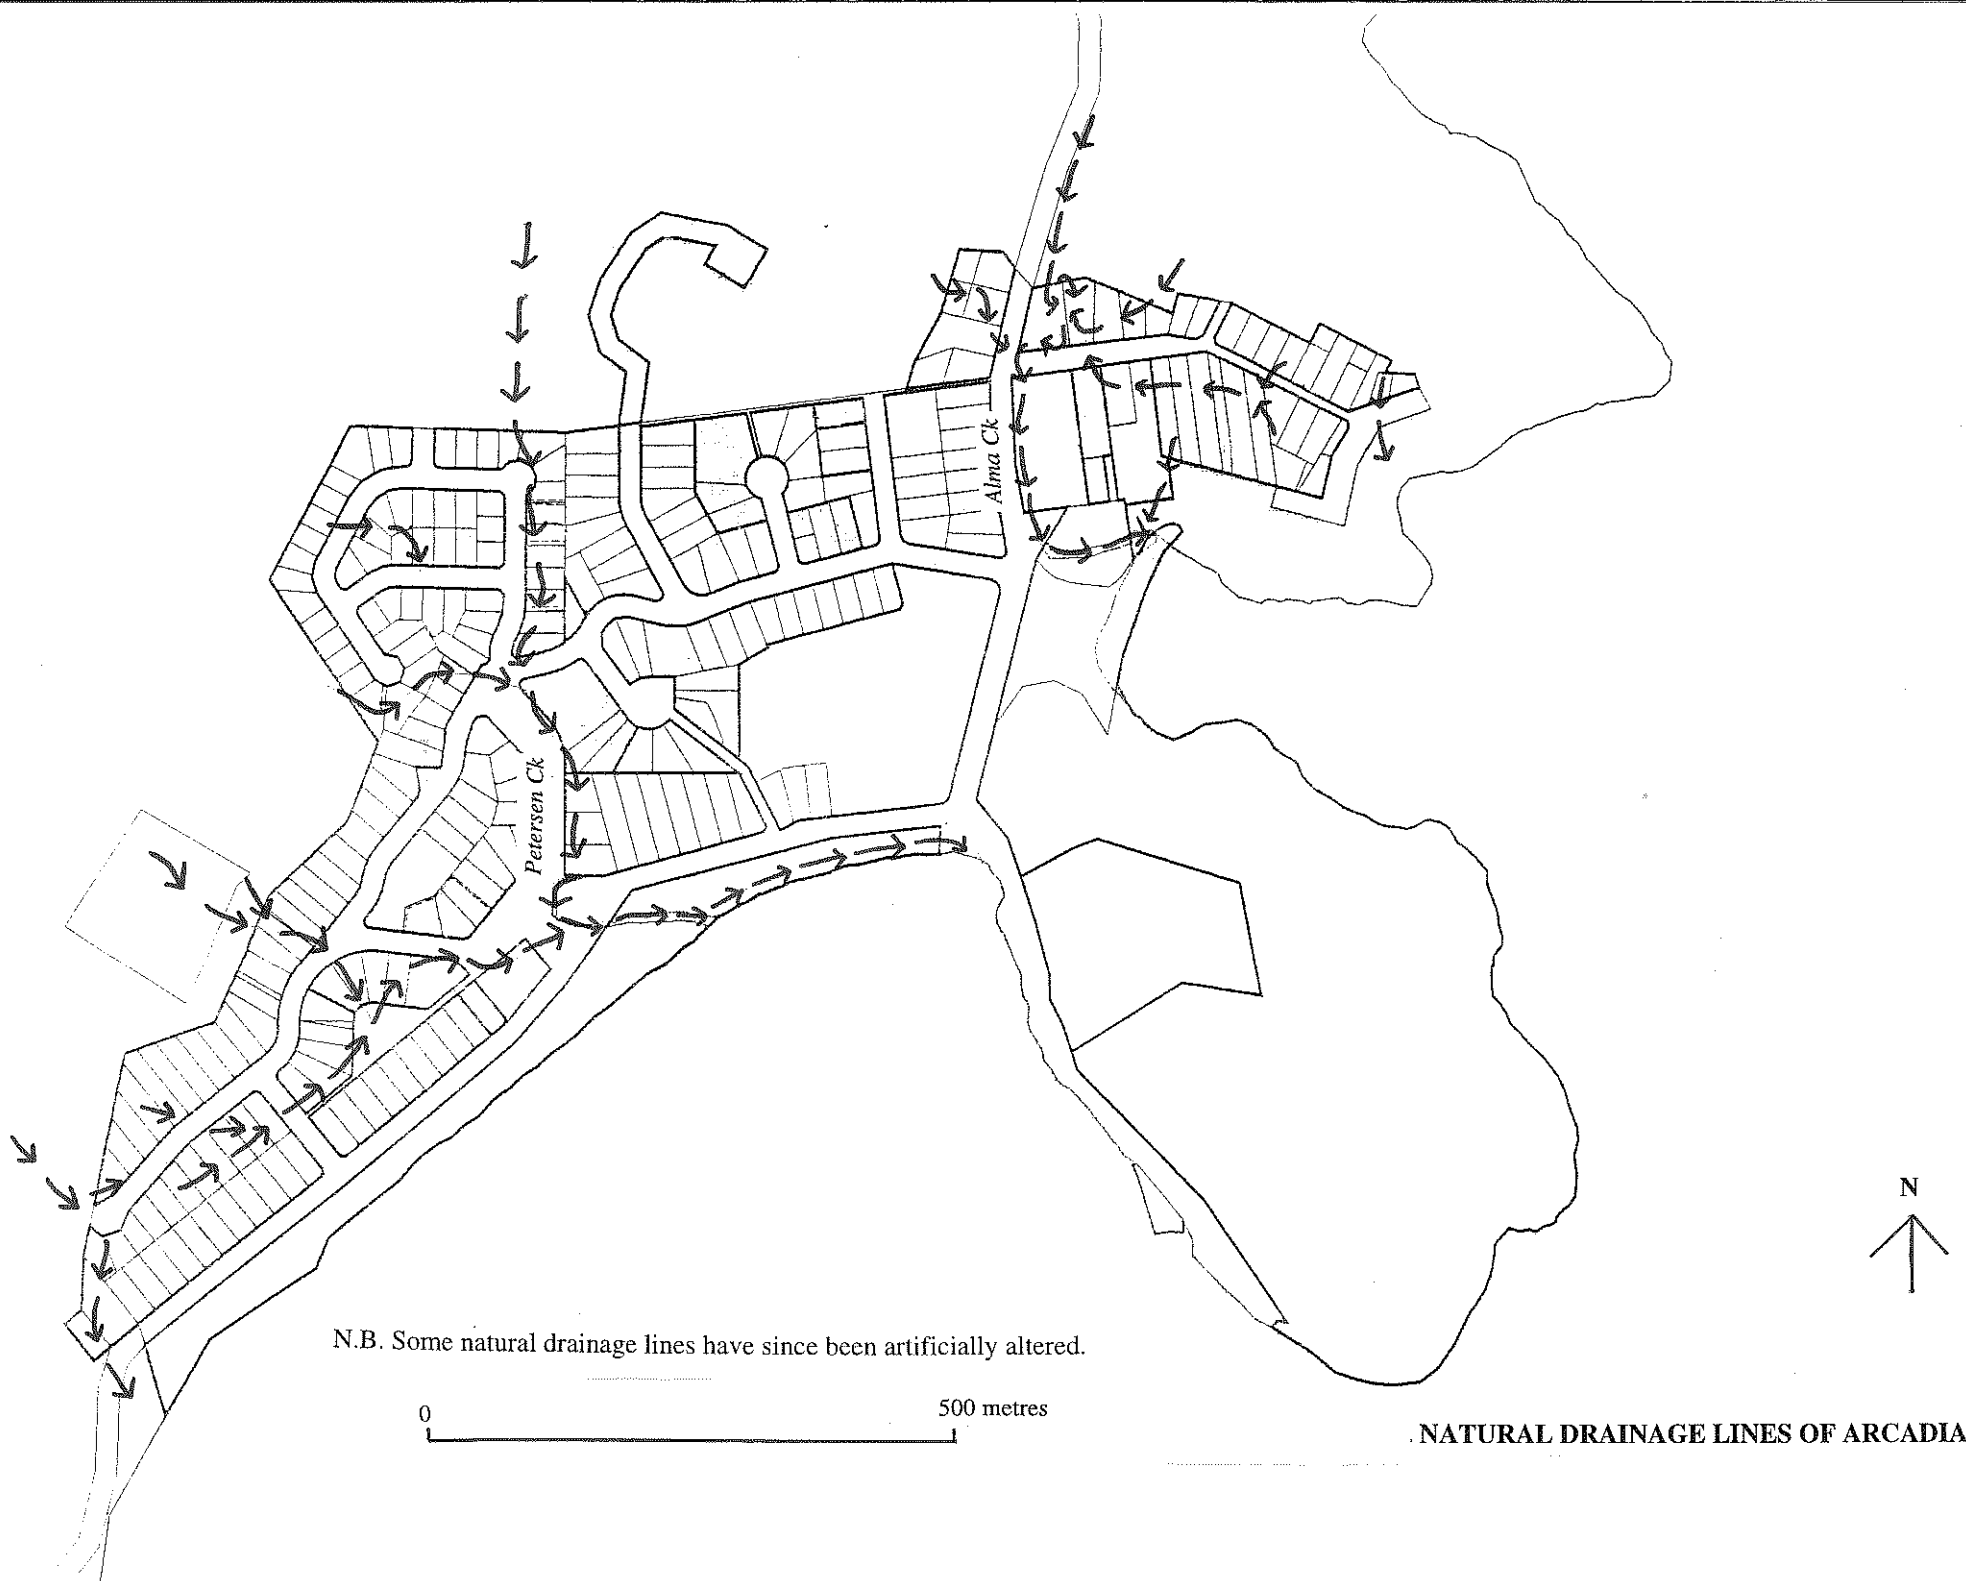 Alma Ck
Petersen Ck
N
N.B. Some natural drainage lines have since been artificially altered.
0 500 metres
NATURAL DRAINAGE LINES OF ARCADIA